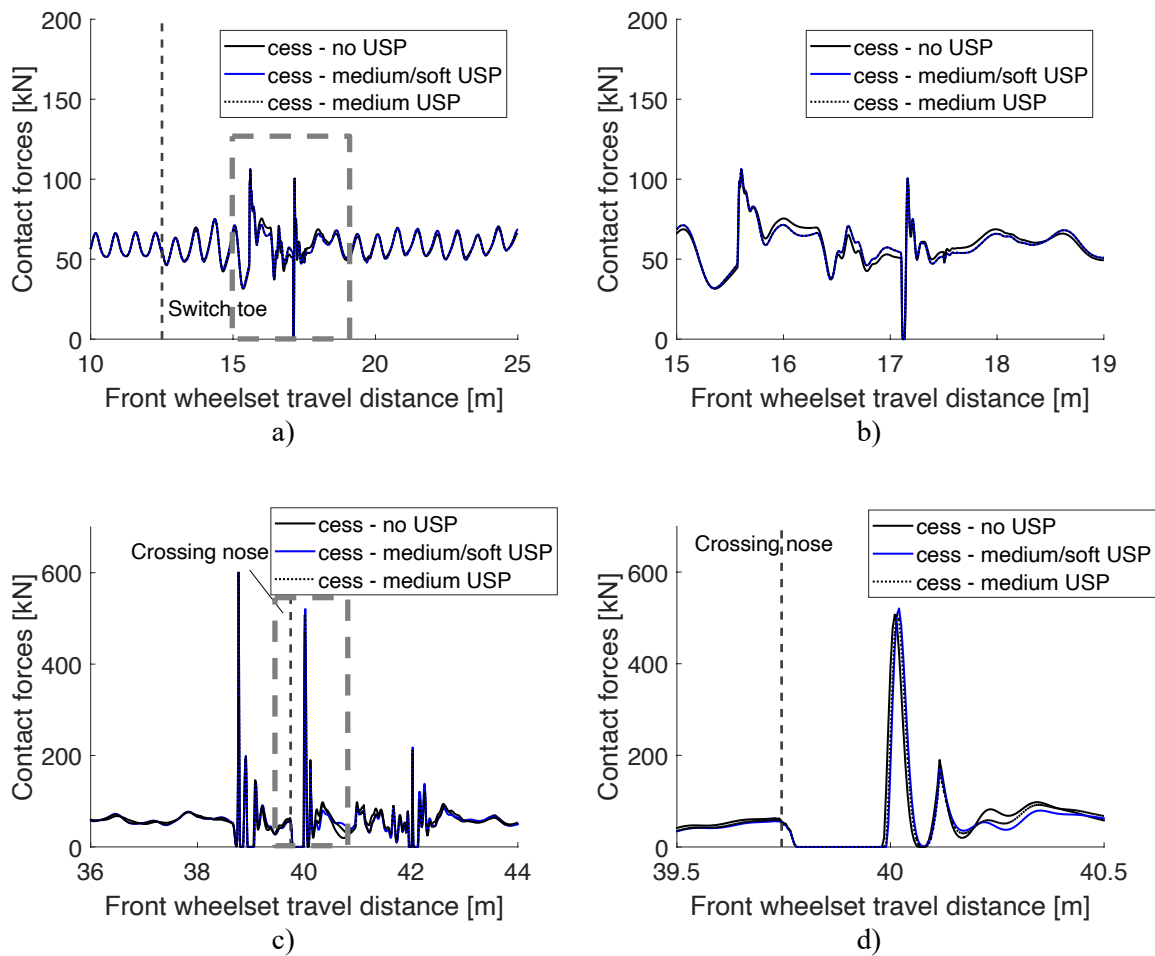 200
150
100
50
0
Contact forces [kN]
cess - no USP
cess - medium/soft USP
cess - medium USP
Switch toe
10 15 20 25
Front wheelset travel distance [m]
a)
200
150
100
50
0
Contact forces [kN]
cess - no USP
cess - medium/soft USP
cess - medium USP
15 16 17 18 19
Front wheelset travel distance [m]
b)
600
400
200
0
Contact forces [kN]
Crossing nose
cess - no USP
cess - medium/soft USP
cess - medium USP
36 38 40 42 44
Front wheelset travel distance [m]
c)
600
400
200
0
Contact forces [kN]
Crossing nose
cess - no USP
cess - medium/soft USP
cess - medium USP
39.5 40 40.5
Front wheelset travel distance [m]
d)